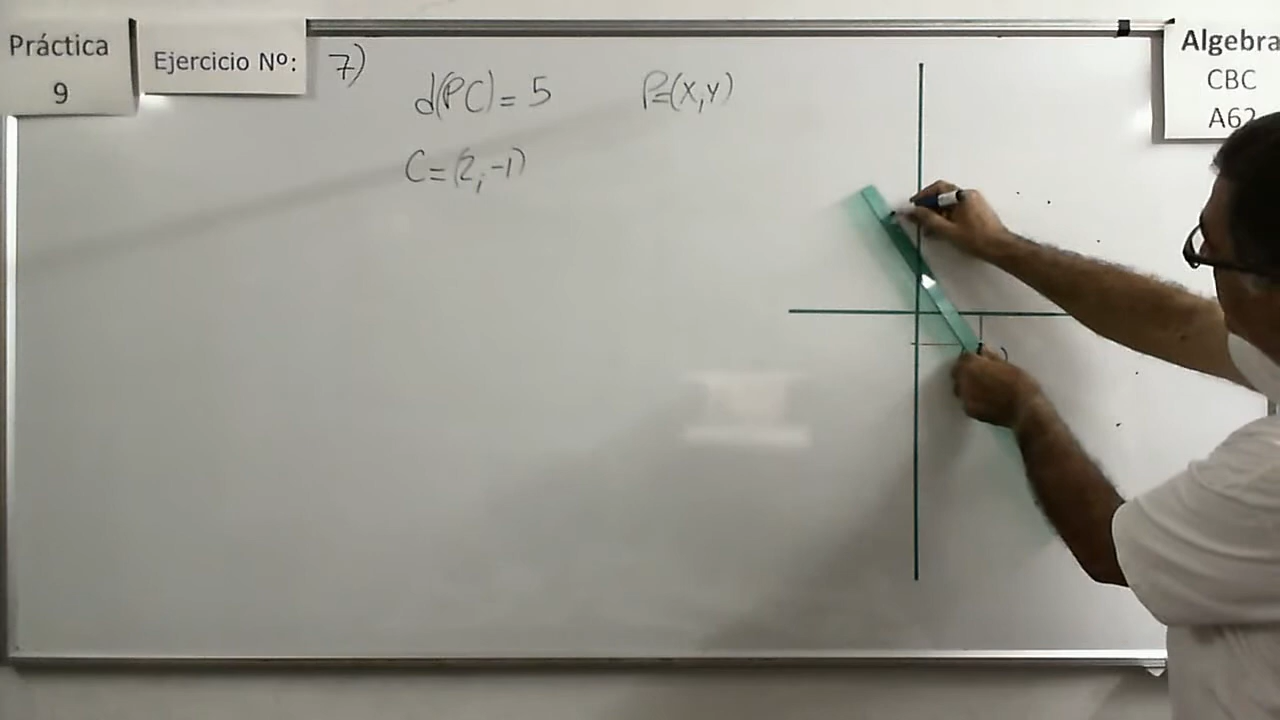 Práctica
9
Ejercicio Nº:
7)
d(PC) = 5
P=(X,Y)
C=(2,-1)
Algebra
CBC
A62